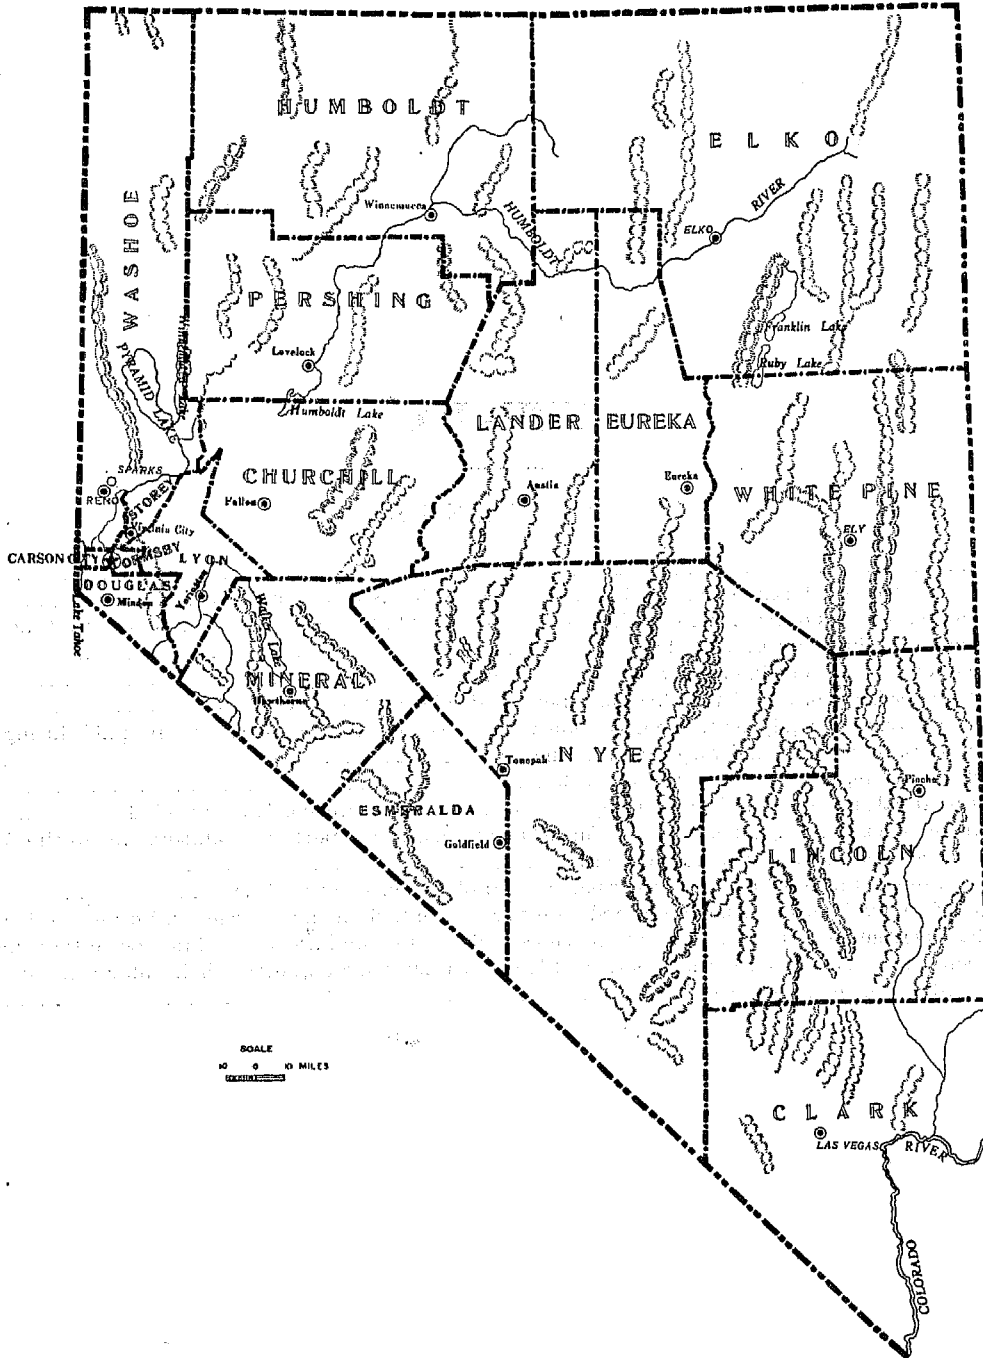 HUMBOLDT
ELKO
WASHOE
Winnemucca
HUMBOLDT
RIVER
ELKO
PERSHING
Franklin Lake
Lovelock
Ruby Lake
PYRAMID LAKE
Humboldt Lake
LANDER
EUREKA
SPARKS
CHURCHILL
Austin
Eureka
WHITE PINE
RENO
STOREY
Fallon
Virginia City
ELY
CARSON CITY
ORMSBY
LYON
DOUGLAS
Minden
Yerington
Lake Tahoe
Walker Lake
MINERAL
Hawthorne
NYE
Tonopah
Pioche
ESMERALDA
Goldfield
LINCOLN
SCALE
10 0 10 MILES
CLARK
LAS VEGAS
RIVER
COLORADO